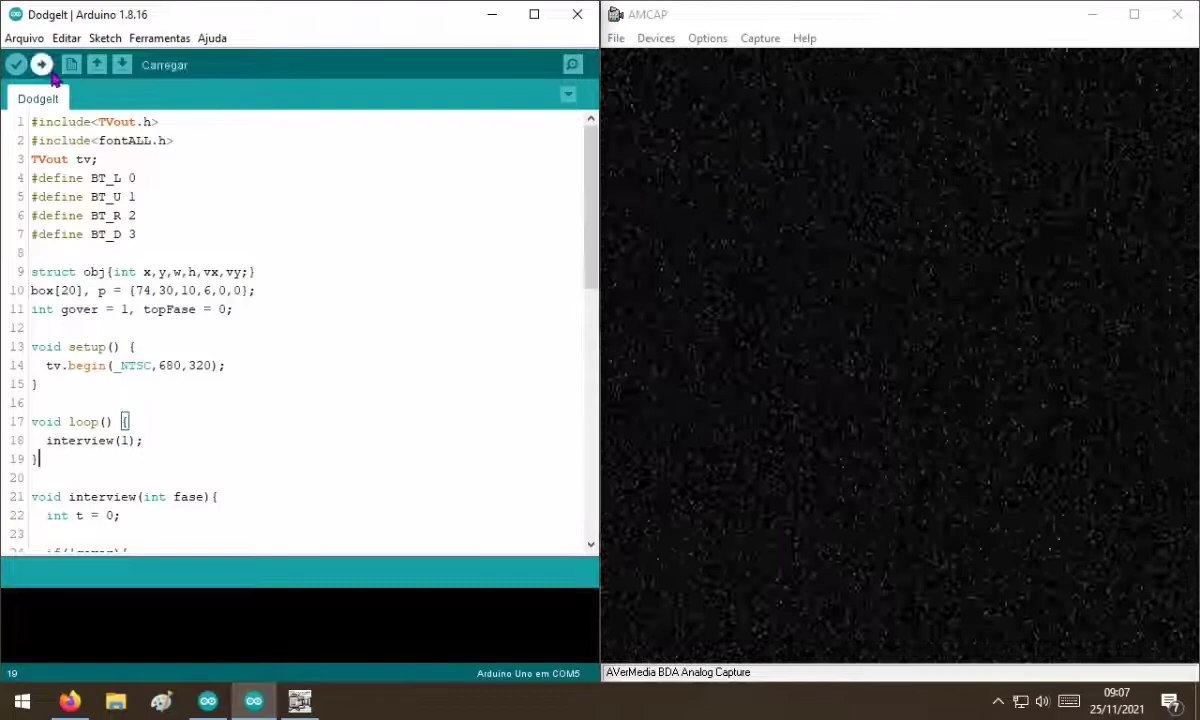 DodgeIt | Arduino 1.8.16
Arquivo Editar Sketch Ferramentas Ajuda
Carregar
DodgeIt
1 #include<TVout.h>
2 #include<fontALL.h>
3 TVout tv;
4 #define BT_L 0
5 #define BT_U 1
6 #define BT_R 2
7 #define BT_D 3
8
9 struct obj{int x,y,w,h,vx,vy;}
10 box[20], p = {74,30,10,6,0,0};
11 int gover = 1, topFase = 0;
12
13 void setup() {
14 tv.begin(_NTSC,680,320);
15 }
16
17 void loop() {
18 interview(1);
19 }
20
21 void interview(int fase){
22 int t = 0;
23
19
Arduino Uno em COM5
AMCAP
File Devices Options Capture Help
AVerMedia BDA Analog Capture
09:07
25/11/2021
7